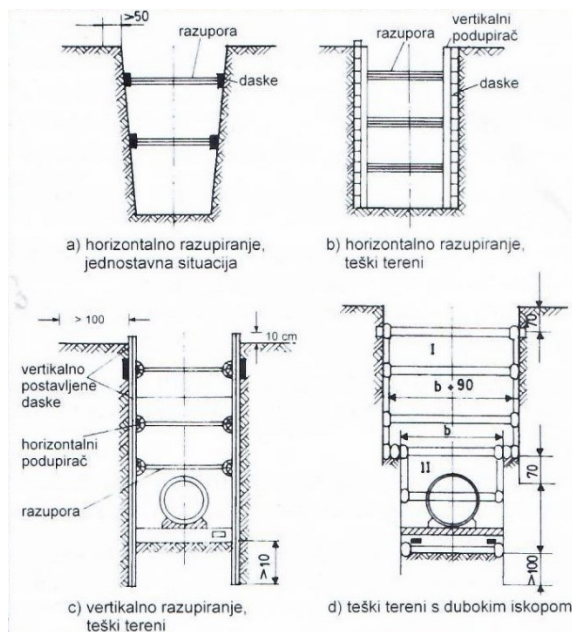 >50
razupora
daske
a) horizontalno razupiranje,
jednostavna situacija
vertikalni
podupirač
razupora
daske
b) horizontalno razupiranje,
teški tereni
> 100
10 cm
vertikalno
postavljene
daske
horizontalni
podupirač
razupora
>10
c) vertikalno razupiranje,
teški tereni
70
I
b + 90
b
II
70
>100
d) teški tereni s dubokim iskopom